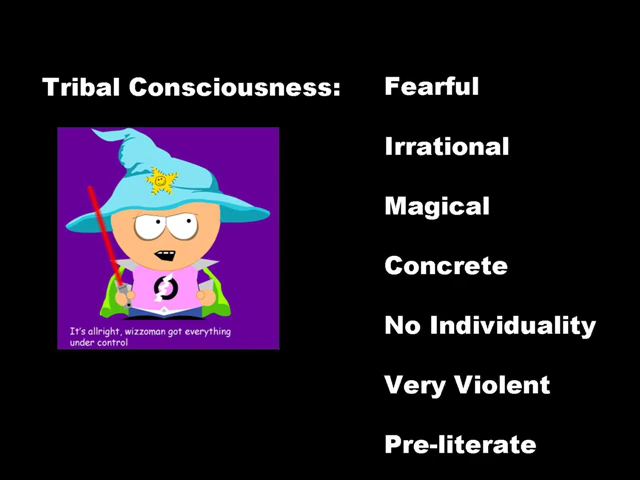 Tribal Consciousness:
Fearful
Irrational
Magical
Concrete
No Individuality
Very Violent
Pre-literate
It's allright, wizzoman got everything
under control